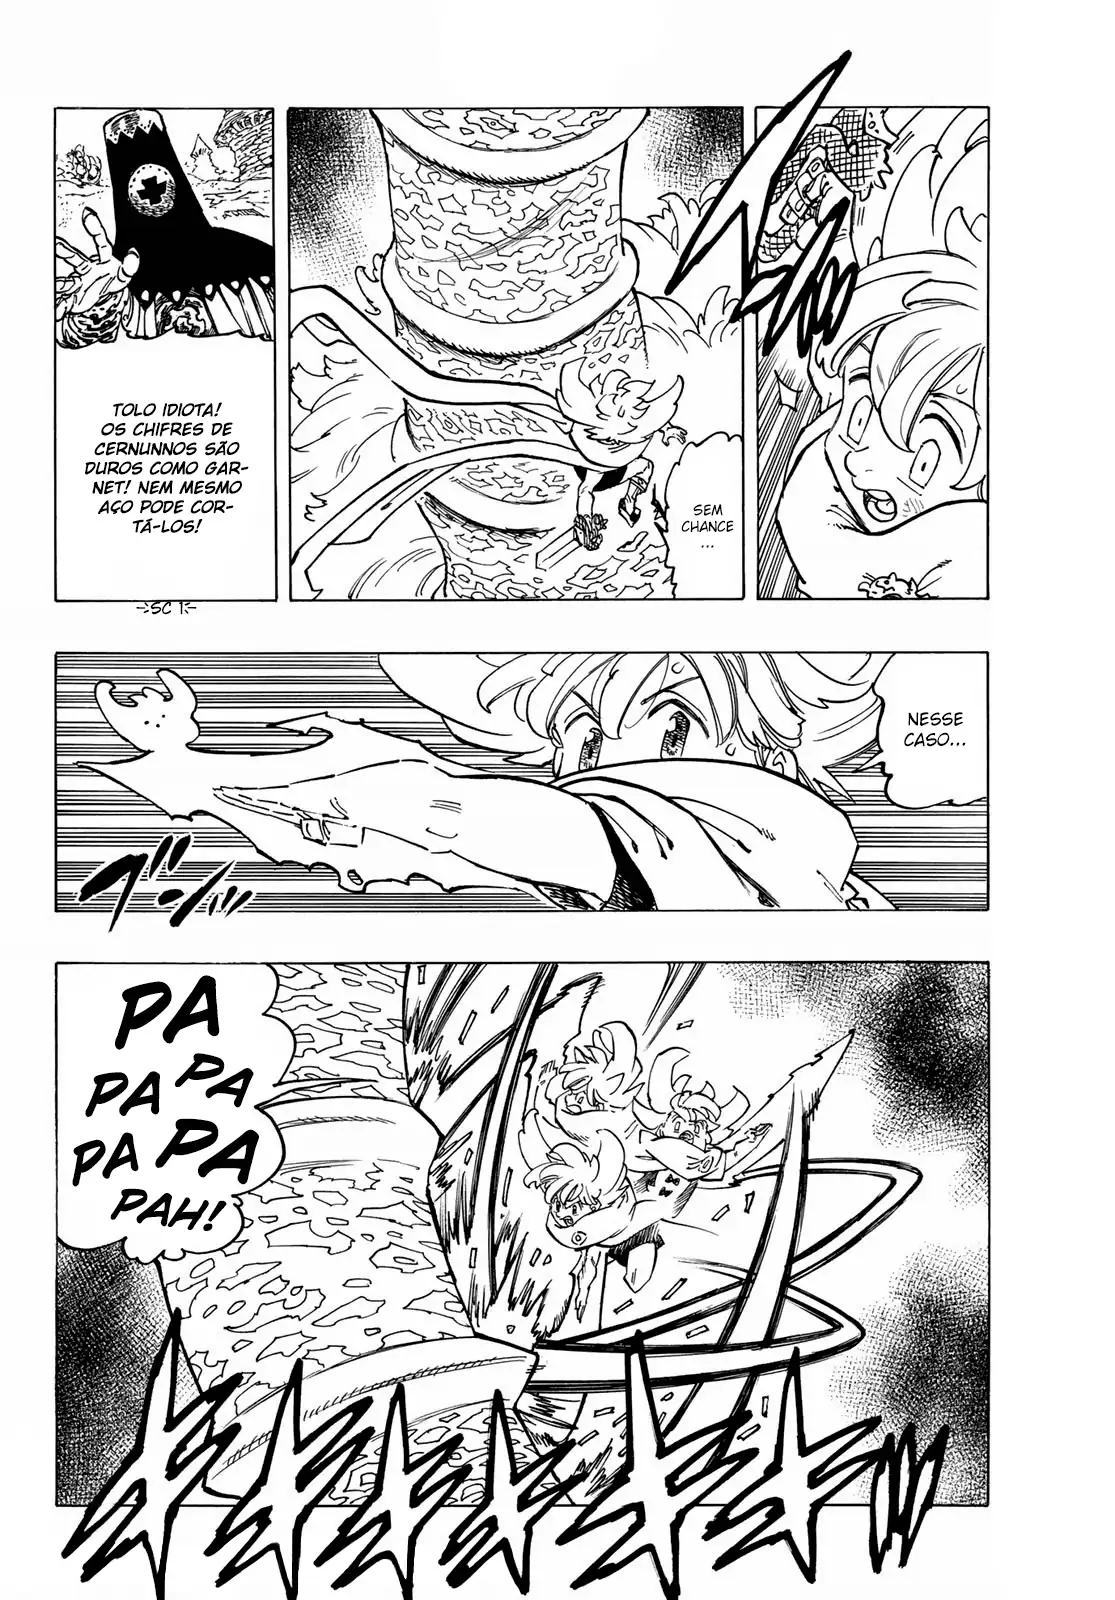 SEM
CHANCE
...
TOLO IDIOTA!
OS CHIFRES DE
CERNUNNOS SÃO
DUROS COMO GAR-
NET! NEM MESMO
AÇO PODE COR-
TÁ-LOS!
NESSE
CASO...
PA
PA PA
PA PA
PAH!